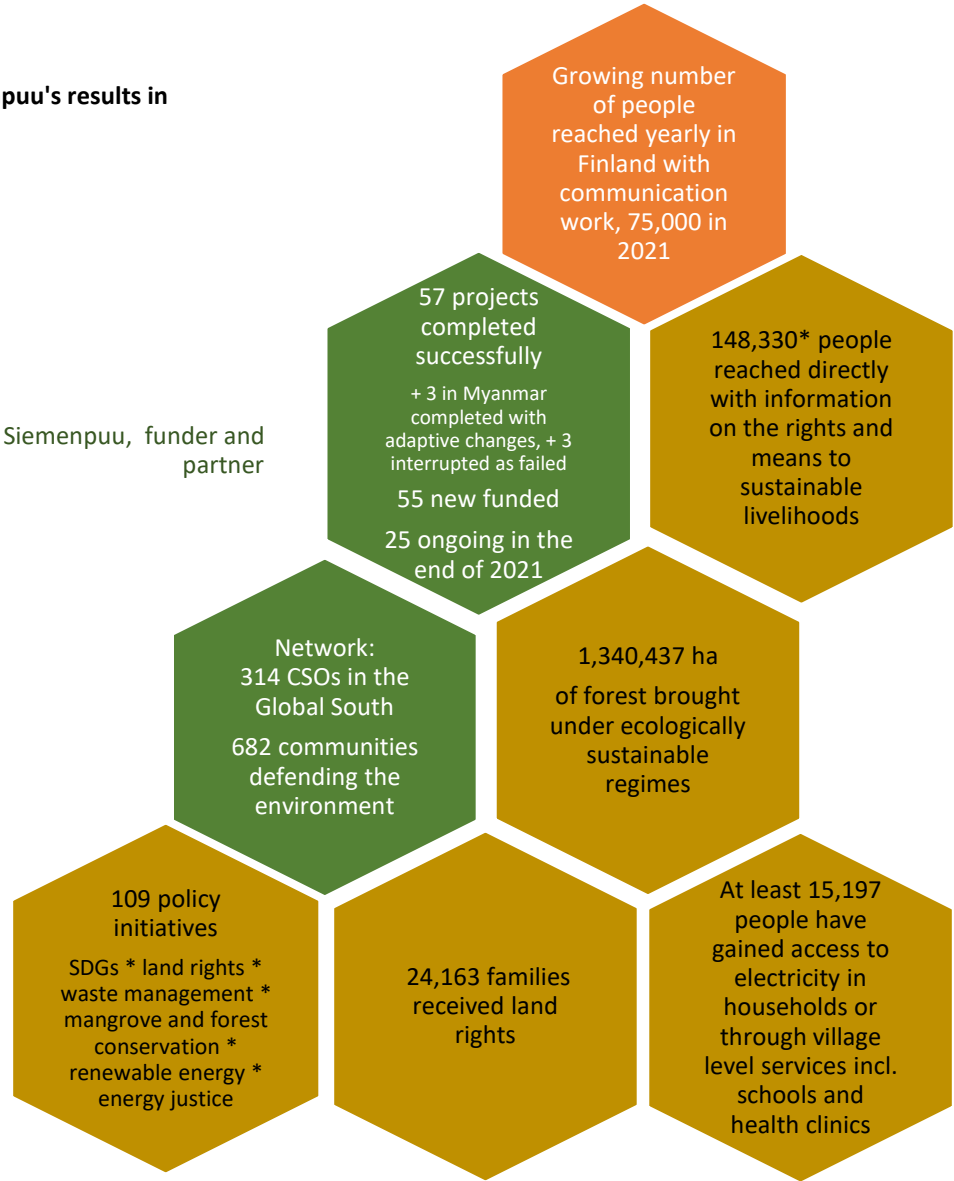 puu's results in
Growing number
of people
reached yearly in
Finland with
communication
work, 75,000 in
2021
57 projects
completed
successfully
+ 3 in Myanmar
completed with
adaptive changes, + 3
interrupted as failed
55 new funded
25 ongoing in the
end of 2021
148,330* people
reached directly
with information
on the rights and
means to
sustainable
livelihoods
Siemenpuu, funder and
partner
Network:
314 CSOs in the
Global South
682 communities
defending the
environment
1,340,437 ha
of forest brought
under ecologically
sustainable
regimes
109 policy
initiatives
SDGs * land rights *
waste management *
mangrove and forest
conservation *
renewable energy *
energy justice
24,163 families
received land
rights
At least 15,197
people have
gained access to
electricity in
households or
through village
level services incl.
schools and
health clinics